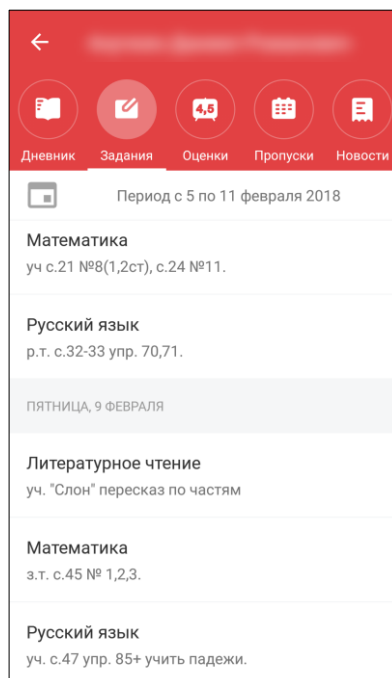 4,5
Дневник Задания Оценки Пропуски Новости
Период с 5 по 11 февраля 2018
Математика
уч с.21 №8(1,2ст), с.24 №11.
Русский язык
р.т. с.32-33 упр. 70,71.
ПЯТНИЦА, 9 ФЕВРАЛЯ
Литературное чтение
уч. "Слон" пересказ по частям
Математика
з.т. с.45 № 1,2,3.
Русский язык
уч. с.47 упр. 85+ учить падежи.